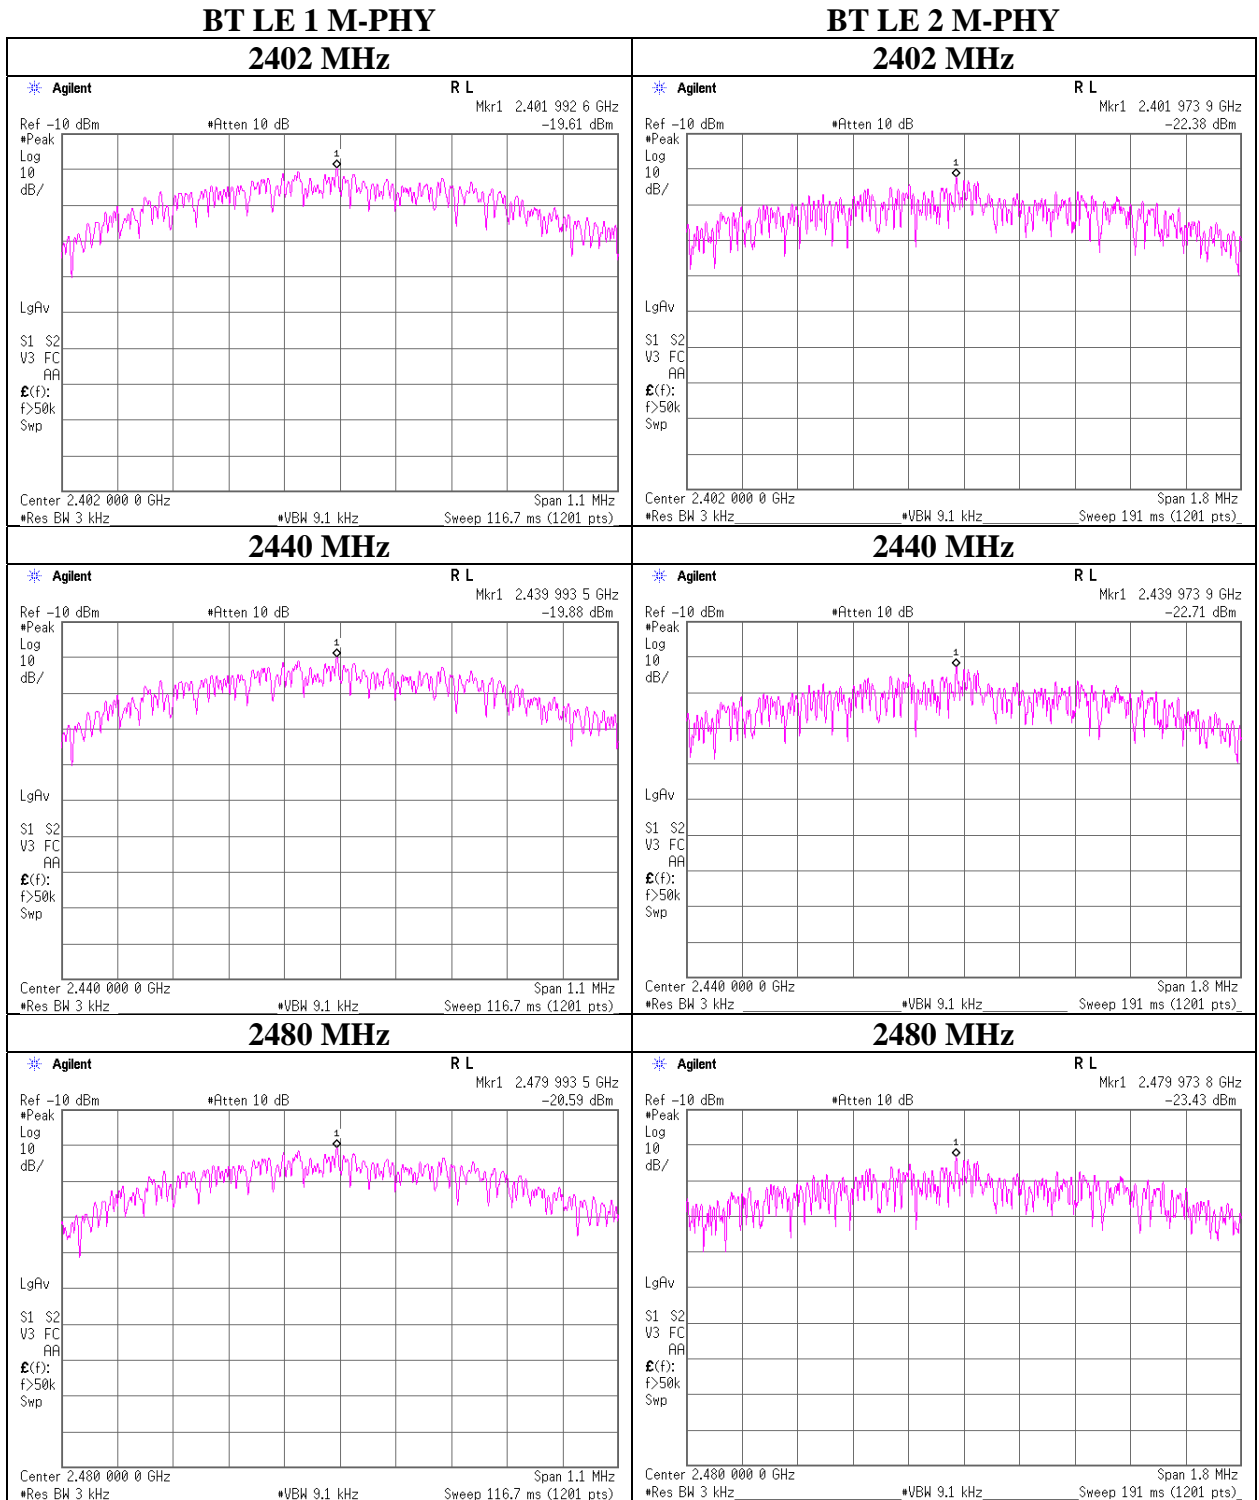 BT LE 1 M-PHY
BT LE 2 M-PHY
2402 MHz
2402 MHz
Agilent
R L
Mkr1 2.401 992 6 GHz
Ref -10 dBm
#Atten 10 dB
-19.61 dBm
#Peak
Log
10
dB/
1
LgAv
S1 S2
V3 FC
AA
£(f):
f>50k
Swp
Center 2.402 000 0 GHz
Span 1.1 MHz
#Res BW 3 kHz
#VBW 9.1 kHz
Sweep 116.7 ms (1201 pts)
Agilent
R L
Mkr1 2.401 973 9 GHz
Ref -10 dBm
#Atten 10 dB
-22.38 dBm
#Peak
Log
10
dB/
1
LgAv
S1 S2
V3 FC
AA
£(f):
f>50k
Swp
Center 2.402 000 0 GHz
Span 1.8 MHz
#Res BW 3 kHz
#VBW 9.1 kHz
Sweep 191 ms (1201 pts)
2440 MHz
2440 MHz
Agilent
R L
Mkr1 2.439 993 5 GHz
Ref -10 dBm
#Atten 10 dB
-19.88 dBm
#Peak
Log
10
dB/
1
LgAv
S1 S2
V3 FC
AA
£(f):
f>50k
Swp
Center 2.440 000 0 GHz
Span 1.1 MHz
#Res BW 3 kHz
#VBW 9.1 kHz
Sweep 116.7 ms (1201 pts)
Agilent
R L
Mkr1 2.439 973 9 GHz
Ref -10 dBm
#Atten 10 dB
-22.71 dBm
#Peak
Log
10
dB/
1
LgAv
S1 S2
V3 FC
AA
£(f):
f>50k
Swp
Center 2.440 000 0 GHz
Span 1.8 MHz
#Res BW 3 kHz
#VBW 9.1 kHz
Sweep 191 ms (1201 pts)
2480 MHz
2480 MHz
Agilent
R L
Mkr1 2.479 993 5 GHz
Ref -10 dBm
#Atten 10 dB
-20.59 dBm
#Peak
Log
10
dB/
1
LgAv
S1 S2
V3 FC
AA
£(f):
f>50k
Swp
Center 2.480 000 0 GHz
Span 1.1 MHz
#Res BW 3 kHz
#VBW 9.1 kHz
Sweep 116.7 ms (1201 pts)
Agilent
R L
Mkr1 2.479 973 8 GHz
Ref -10 dBm
#Atten 10 dB
-23.43 dBm
#Peak
Log
10
dB/
1
LgAv
S1 S2
V3 FC
AA
£(f):
f>50k
Swp
Center 2.480 000 0 GHz
Span 1.8 MHz
#Res BW 3 kHz
#VBW 9.1 kHz
Sweep 191 ms (1201 pts)